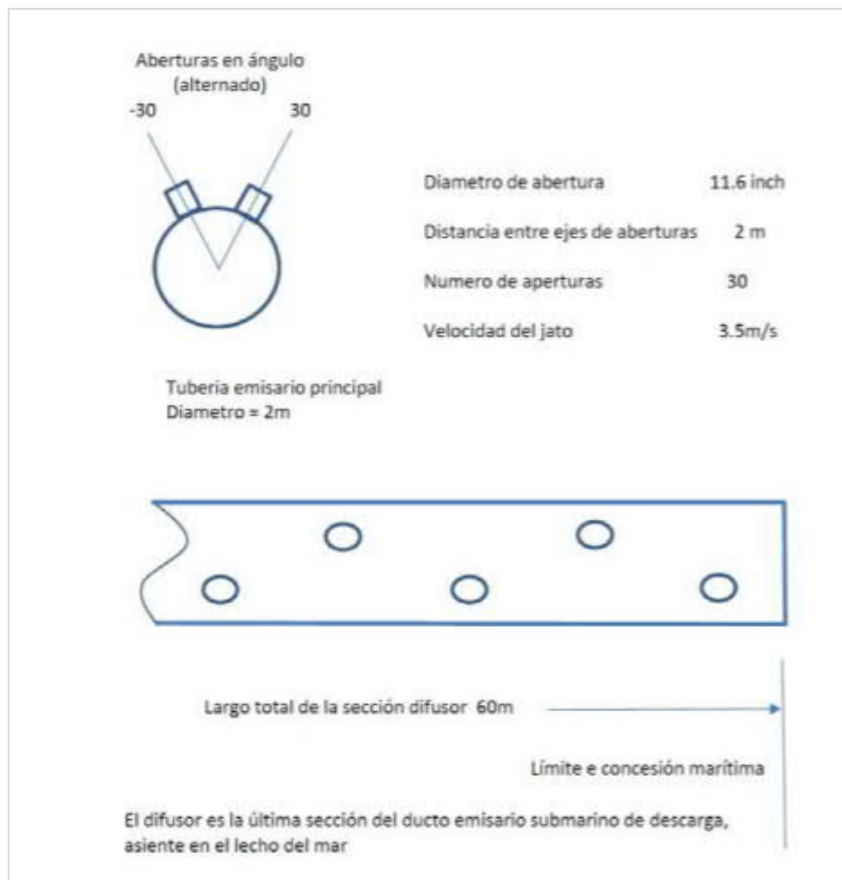 Aberturas en ángulo
(alternado)
-30 30
Diametro de abertura 11.6 inch
Distancia entre ejes de aberturas 2 m
Numero de aperturas 30
Velocidad del jato 3.5m/s
Tuberia emisario principal
Diametro = 2m
Largo total de la sección difusor 60m
Límite e concesión marítima
El difusor es la última sección del ducto emisario submarino de descarga,
asiente en el lecho del mar